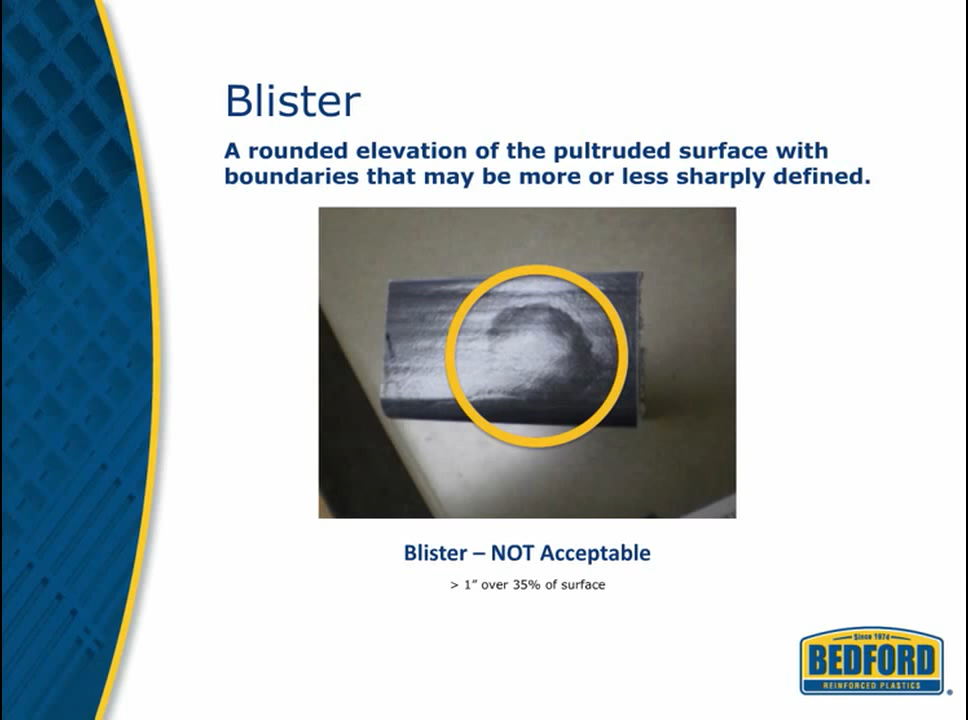 Blister
A rounded elevation of the pultruded surface with
boundaries that may be more or less sharply defined.
Blister – NOT Acceptable
> 1” over 35% of surface
Since 1974
BEDFORD
REINFORCED PLASTICS
®